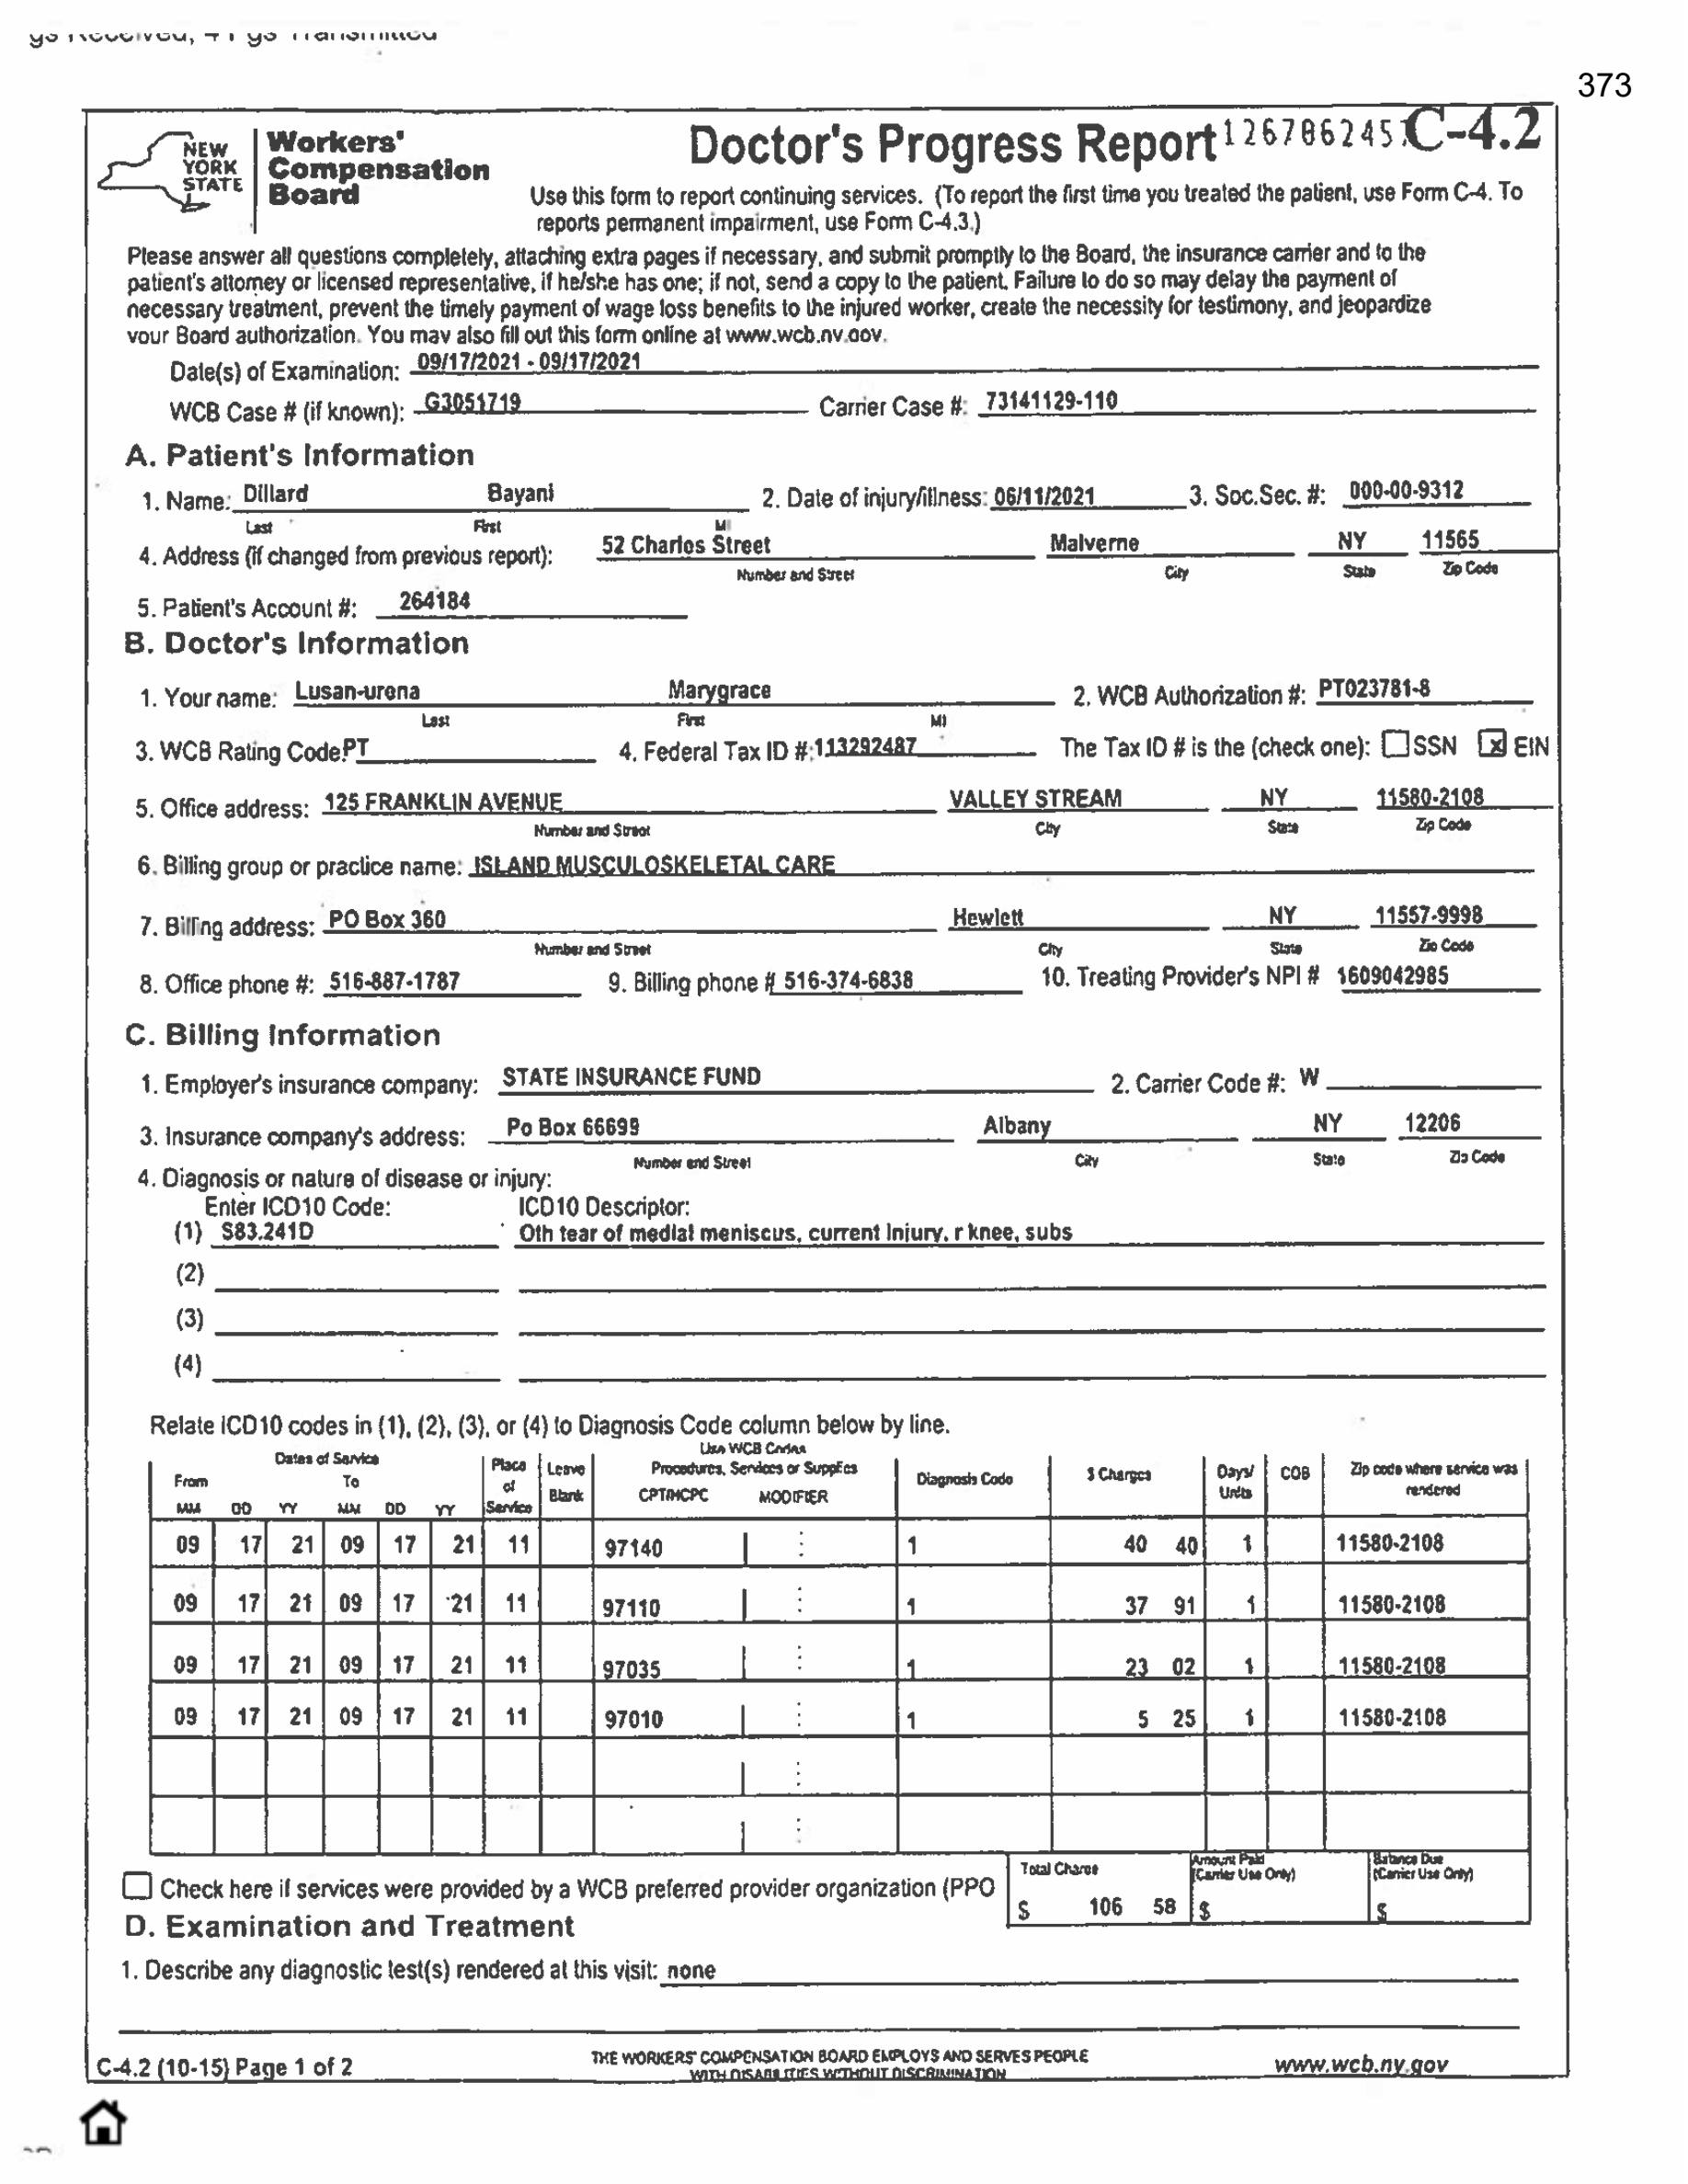 373
NEW YORK STATE
Workers' Compensation Board
Doctor's Progress Report 126786245 C-4.2
Use this form to report continuing services. (To report the first time you treated the patient, use Form C-4. To
reports permanent impairment, use Form C-4.3.)
Please answer all questions completely, attaching extra pages if necessary, and submit promptly to the Board, the insurance carrier and to the
patient's attorney or licensed representative, if he/she has one; if not, send a copy to the patient. Failure to do so may delay the payment of
necessary treatment, prevent the timely payment of wage loss benefits to the injured worker, create the necessity for testimony, and jeopardize
your Board authorization. You may also fill out this form online at www.wcb.ny.gov.
Date(s) of Examination: 09/17/2021 - 09/17/2021
WCB Case # (if known): G3051719 Carrier Case #: 73141129-110
A. Patient's Information
1. Name: Dillard Bayani 2. Date of injury/illness: 06/11/2021 3. Soc.Sec. #: 000-00-9312
Last First MI
4. Address (if changed from previous report): 52 Charles Street Malverne NY 11565
Number and Street City State Zip Code
5. Patient's Account #: 264184
B. Doctor's Information
1. Your name: Lusan-urena Marygrace 2. WCB Authorization #: PT023781-8
Last First MI
3. WCB Rating Code: PT 4. Federal Tax ID #: 113292487 The Tax ID # is the (check one): SSN x EIN
5. Office address: 125 FRANKLIN AVENUE VALLEY STREAM NY 11580-2108
Number and Street City State Zip Code
6. Billing group or practice name: ISLAND MUSCULOSKELETAL CARE
7. Billing address: PO Box 360 Hewlett NY 11557-9998
Number and Street City State Zip Code
8. Office phone #: 516-887-1787 9. Billing phone # 516-374-6838 10. Treating Provider's NPI # 1609042985
C. Billing Information
1. Employer's insurance company: STATE INSURANCE FUND 2. Carrier Code #: W
3. Insurance company's address: Po Box 66699 Albany NY 12206
Number and Street City State Zip Code
4. Diagnosis or nature of disease or injury:
Enter ICD10 Code: ICD10 Descriptor:
(1) S83.241D Oth tear of medial meniscus, current injury, r knee, subs
(2)
(3)
(4)
Relate ICD10 codes in (1), (2), (3), or (4) to Diagnosis Code column below by line.
Dates of Service Place of Service Leave Blank Use WCB Codes Procedures, Services or Supplies Diagnosis Code $ Charges Days/ Units COB Zip code where service was rendered
From To CPT/HCPC MODIFIER
MM DD YY MM DD YY
09 17 21 09 17 21 11 97140 1 40 40 1 11580-2108
09 17 21 09 17 21 11 97110 1 37 91 1 11580-2108
09 17 21 09 17 21 11 97035 1 23 02 1 11580-2108
09 17 21 09 17 21 11 97010 1 5 25 1 11580-2108
Check here if services were provided by a WCB preferred provider organization (PPO
Total Charge Amount Paid (Carrier Use Only) Balance Due (Carrier Use Only)
$ 106 58 $ $
D. Examination and Treatment
1. Describe any diagnostic test(s) rendered at this visit: none
C-4.2 (10-15) Page 1 of 2
THE WORKERS' COMPENSATION BOARD EMPLOYS AND SERVES PEOPLE
WITH DISABILITIES WITHOUT DISCRIMINATION
www.wcb.ny.gov